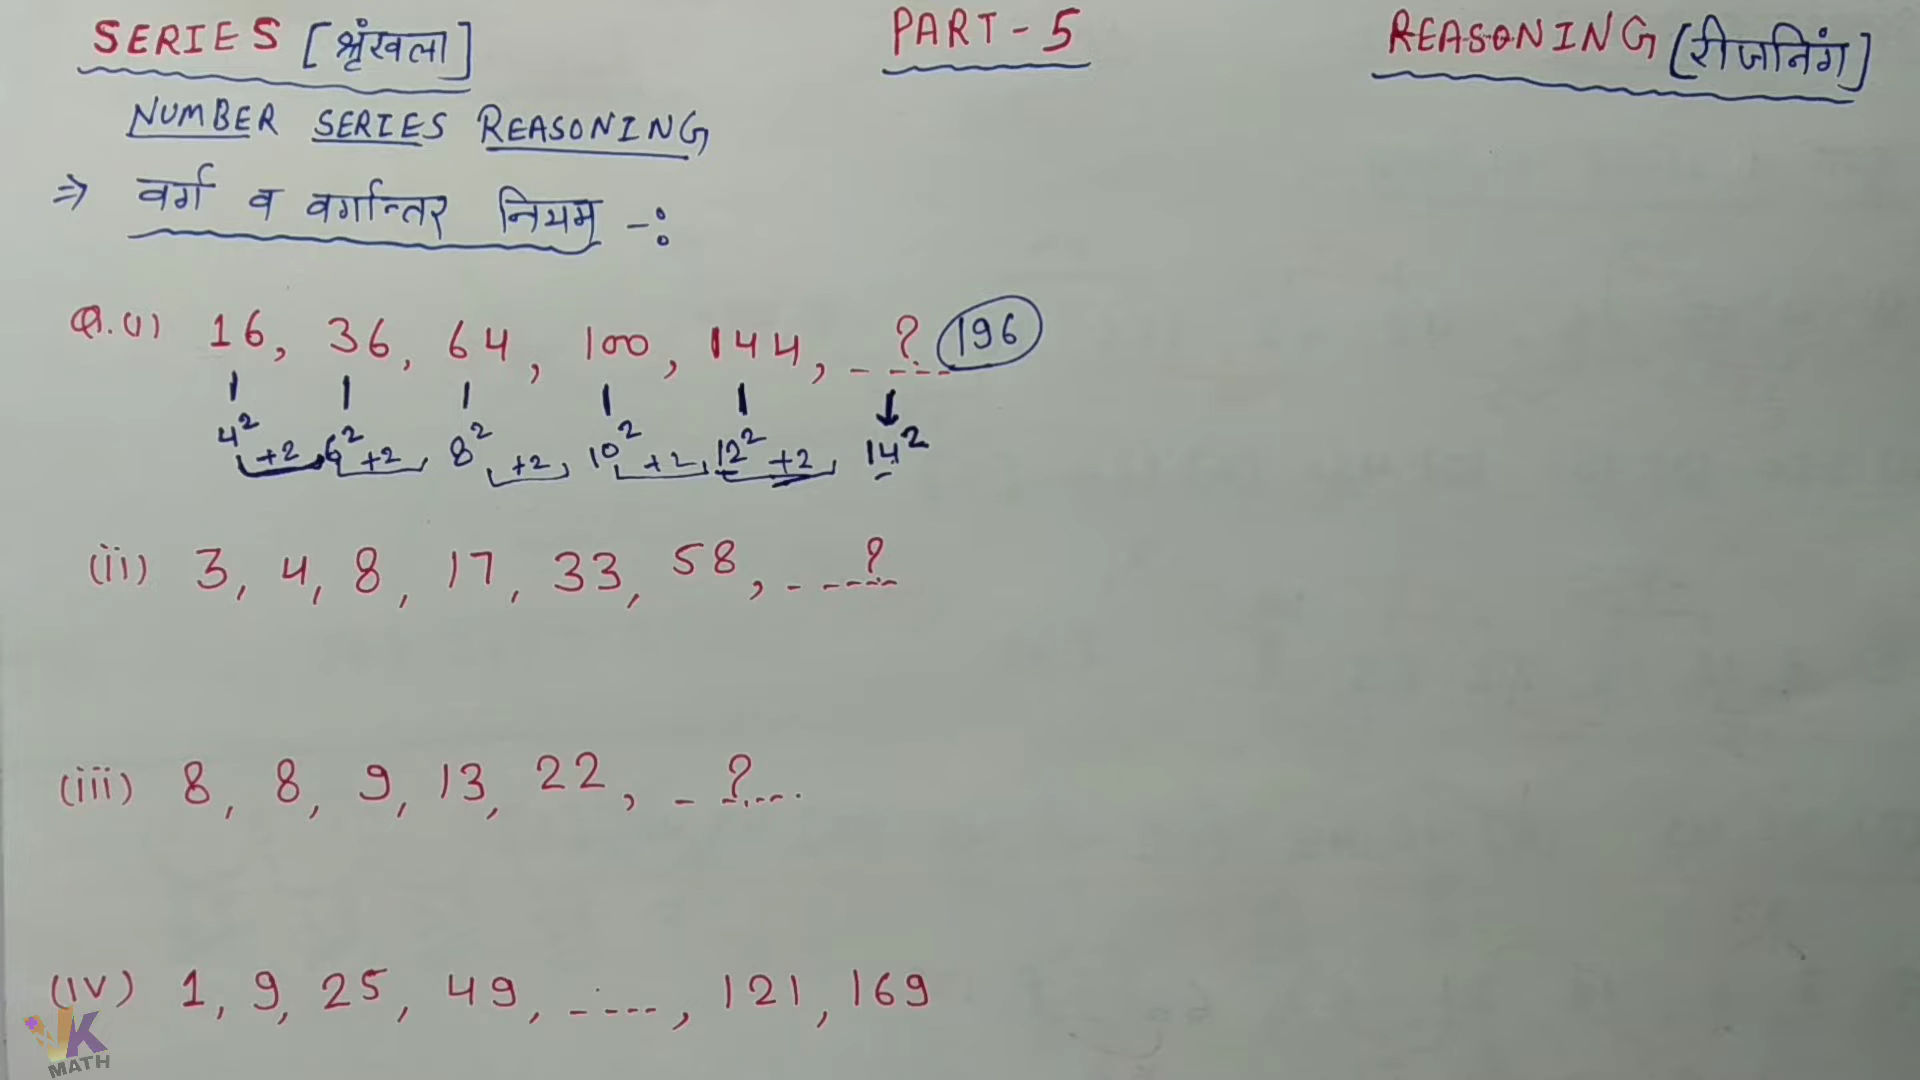 SERIES [श्रृंखला]
PART-5
REASONING [रीजनिंग]
NUMBER SERIES REASONING
⇒ वर्ग व वर्गान्तर नियम -:
Q.(i) 16, 36, 64, 100, 144, - ? ---- 196
4² +2 6² +2 8² +2 10² +2 12² +2 14²
(ii) 3, 4, 8, 17, 33, 58, - --?--
(iii) 8, 8, 9, 13, 22, - ?----
(iv) 1, 9, 25, 49, -----, 121, 169
VK
MATH